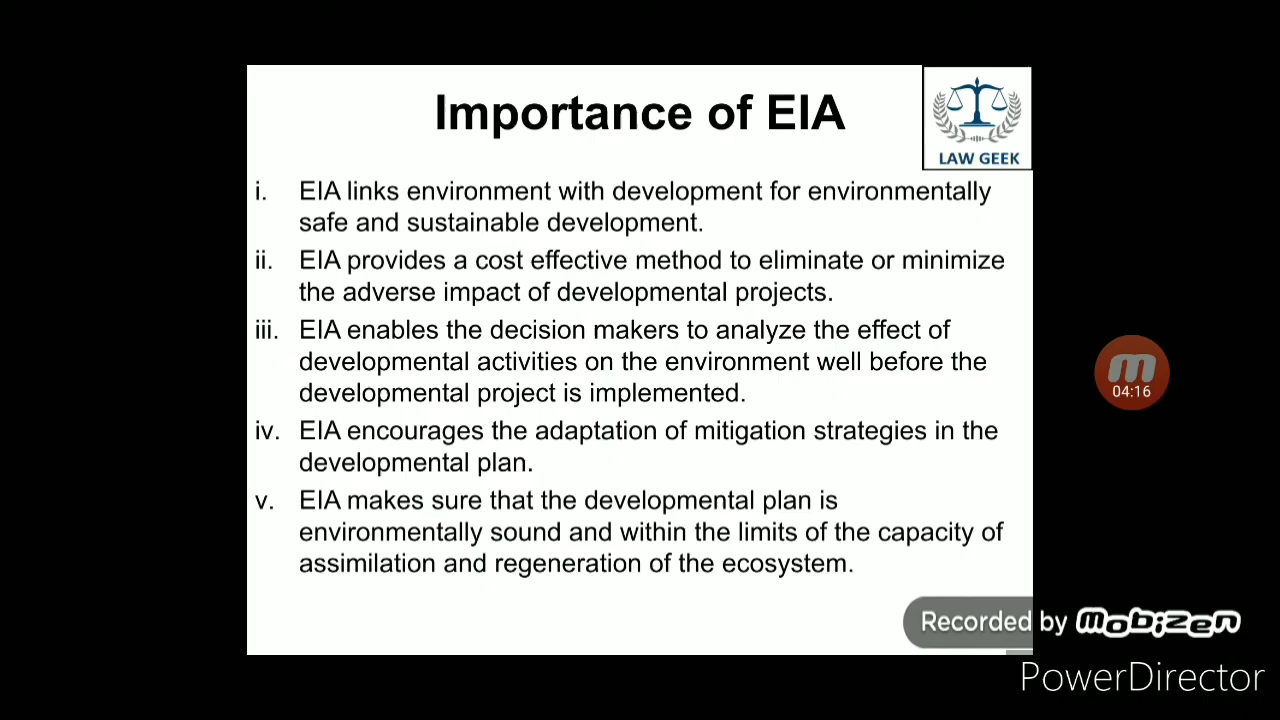 Importance of EIA
LAW GEEK
i. EIA links environment with development for environmentally
safe and sustainable development.
ii. EIA provides a cost effective method to eliminate or minimize
the adverse impact of developmental projects.
iii. EIA enables the decision makers to analyze the effect of
developmental activities on the environment well before the
developmental project is implemented.
iv. EIA encourages the adaptation of mitigation strategies in the
developmental plan.
v. EIA makes sure that the developmental plan is
environmentally sound and within the limits of the capacity of
assimilation and regeneration of the ecosystem.
m
04:16
Recorded by Mobizen
PowerDirector